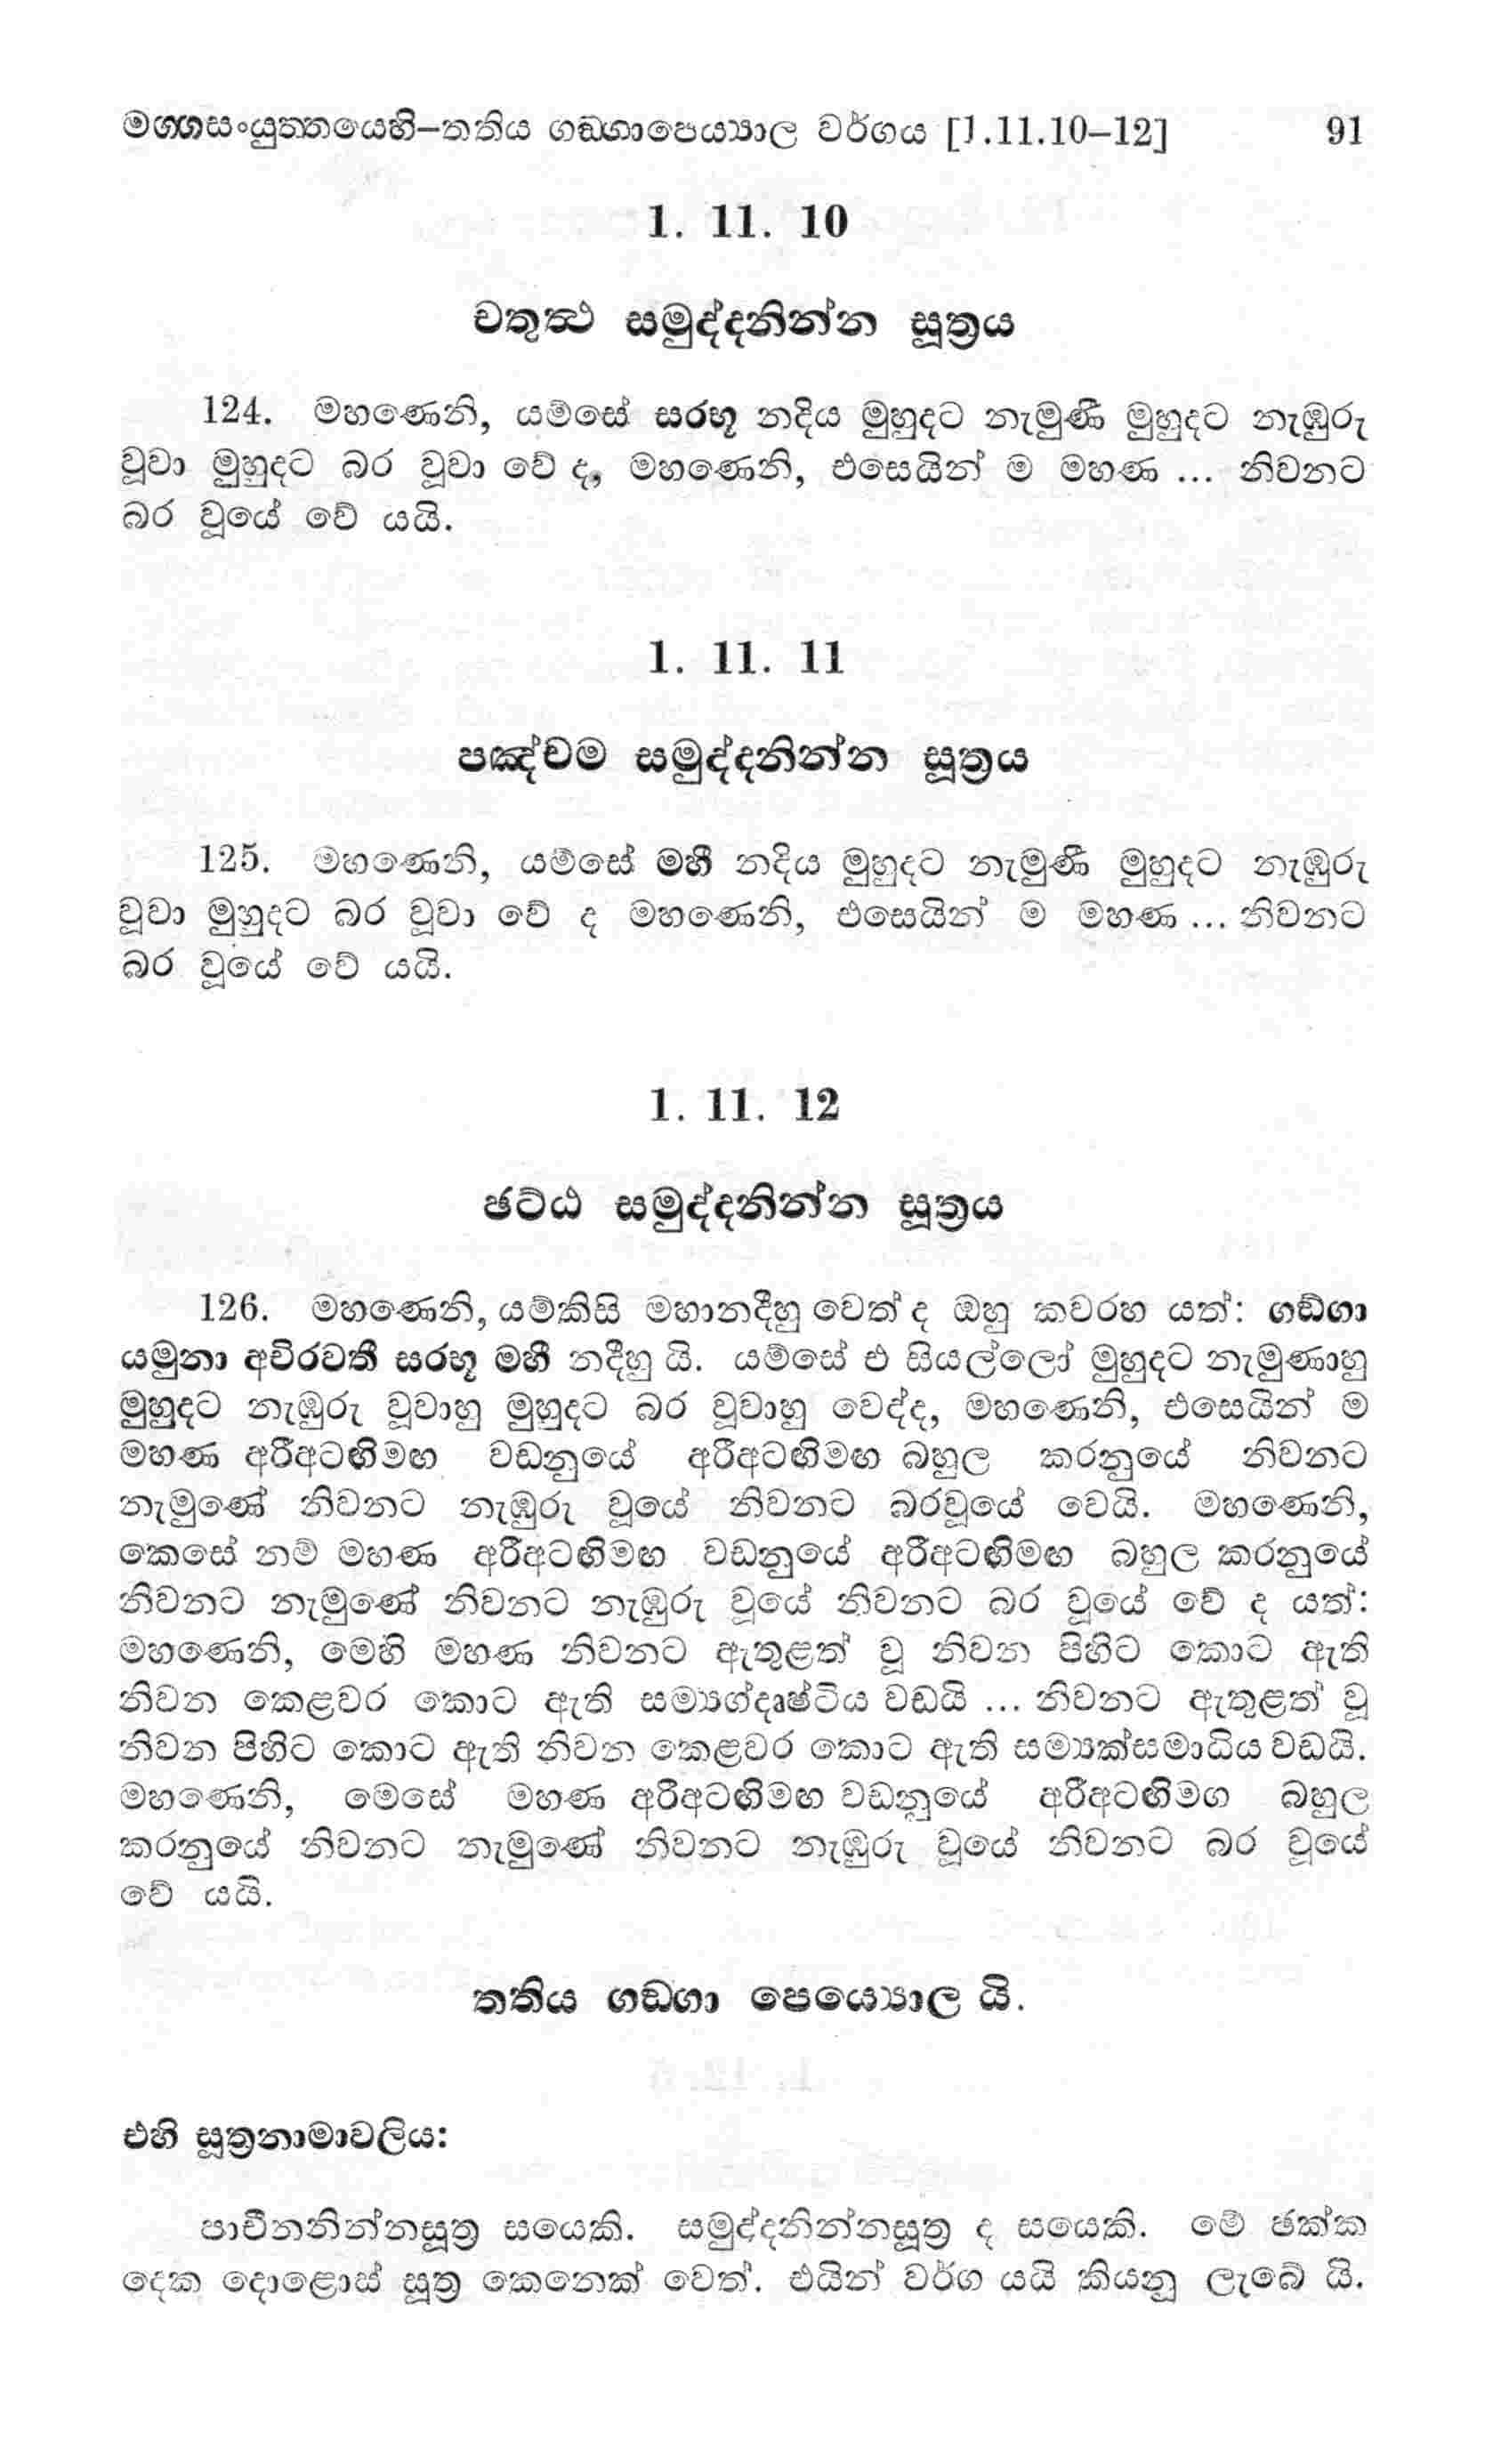 මග්ගසංයුත්තයෙහි–තතිය ගඞ්ගාපෙය්‍යාල වර්ගය [1.11.10–12] 91
1. 11. 10
චතුත්‍ථ සමුද්දනින්න සූත්‍රය
124. මහණෙනි, යම්සේ සරභූ නදිය මුහුදට නැමුණී මුහුදට නැඹුරු
වූවා මුහුදට බර වූවා වේ ද, මහණෙනි, එසෙයින් ම මහණ ... නිවනට
බර වූයේ වේ යයි.
1. 11. 11
පඤ්චම සමුද්දනින්න සූත්‍රය
125. මහණෙනි, යම්සේ මහී නදිය මුහුදට නැමුණී මුහුදට නැඹුරු
වූවා මුහුදට බර වූවා වේ ද මහණෙනි, එසෙයින් ම මහණ ... නිවනට
බර වූයේ වේ යයි.
1. 11. 12
ඡට්ඨ සමුද්දනින්න සූත්‍රය
126. මහණෙනි, යම්කිසි මහානදීහු වෙත් ද ඔහු කවරහ යත්: ගඞ්ගා
යමුනා අචිරවතී සරභූ මහී නදීහු යි. යම්සේ එ සියල්ලෝ මුහුදට නැමුණාහු
මුහුදට නැඹුරු වූවාහු මුහුදට බර වූවාහු වෙද්ද, මහණෙනි, එසෙයින් ම
මහණ අරීඅටඟිමඟ වඩනුයේ අරීඅටඟිමඟ බහුල කරනුයේ නිවනට
නැමුණේ නිවනට නැඹුරු වූයේ නිවනට බරවූයේ වෙයි. මහණෙනි,
කෙසේ නම් මහණ අරීඅටඟිමඟ වඩනුයේ අරීඅටඟිමඟ බහුල කරනුයේ
නිවනට නැමුණේ නිවනට නැඹුරු වූයේ නිවනට බර වූයේ වේ ද යත්:
මහණෙනි, මෙහි මහණ නිවනට ඇතුළත් වූ නිවන පිහිට කොට ඇති
නිවන කෙළවර කොට ඇති සම්‍යග්දෘෂ්ටිය වඩයි ... නිවනට ඇතුළත් වූ
නිවන පිහිට කොට ඇති නිවන කෙළවර කොට ඇති සම්‍යක්සමාධිය වඩයි.
මහණෙනි, මෙසේ මහණ අරීඅටඟිමඟ වඩනුයේ අරීඅටඟිමග බහුල
කරනුයේ නිවනට නැමුණේ නිවනට නැඹුරු වූයේ නිවනට බර වූයේ
වේ යයි.
තතිය ගඞ්ගා පෙය්‍යොල යි.
එහි සූත්‍රනාමාවලිය:
පාචීනනින්නසූත්‍ර සයෙකි. සමුද්දනින්නසූත්‍ර ද සයෙකි. මේ ඡක්ක
දෙක දොළොස් සූත්‍ර කෙනෙක් වෙත්. එයින් වර්ග යයි කියනු ලැබේ යි.